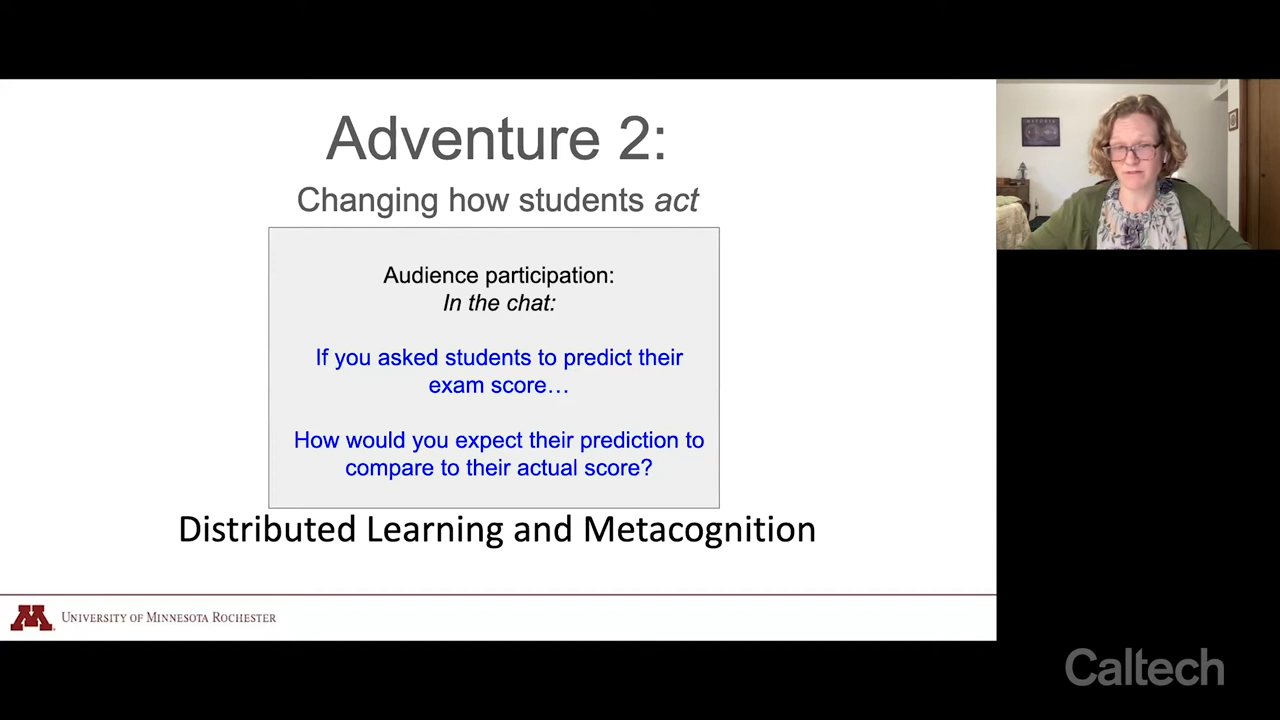 Adventure 2:
Changing how students act
Audience participation:
In the chat:
If you asked students to predict their
exam score…
How would you expect their prediction to
compare to their actual score?
Distributed Learning and Metacognition
UNIVERSITY OF MINNESOTA ROCHESTER
Caltech